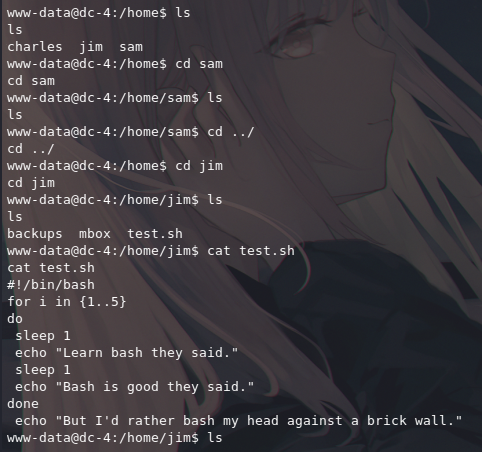 www-data@dc-4:/home$ ls
ls
charles  jim  sam
www-data@dc-4:/home$ cd sam
cd sam
www-data@dc-4:/home/sam$ ls
ls
www-data@dc-4:/home/sam$ cd ../
cd ../
www-data@dc-4:/home$ cd jim
cd jim
www-data@dc-4:/home/jim$ ls
ls
backups  mbox  test.sh
www-data@dc-4:/home/jim$ cat test.sh
cat test.sh
#!/bin/bash
for i in {1..5}
do
 sleep 1
 echo "Learn bash they said."
 sleep 1
 echo "Bash is good they said."
done
 echo "But I'd rather bash my head against a brick wall."
www-data@dc-4:/home/jim$ ls